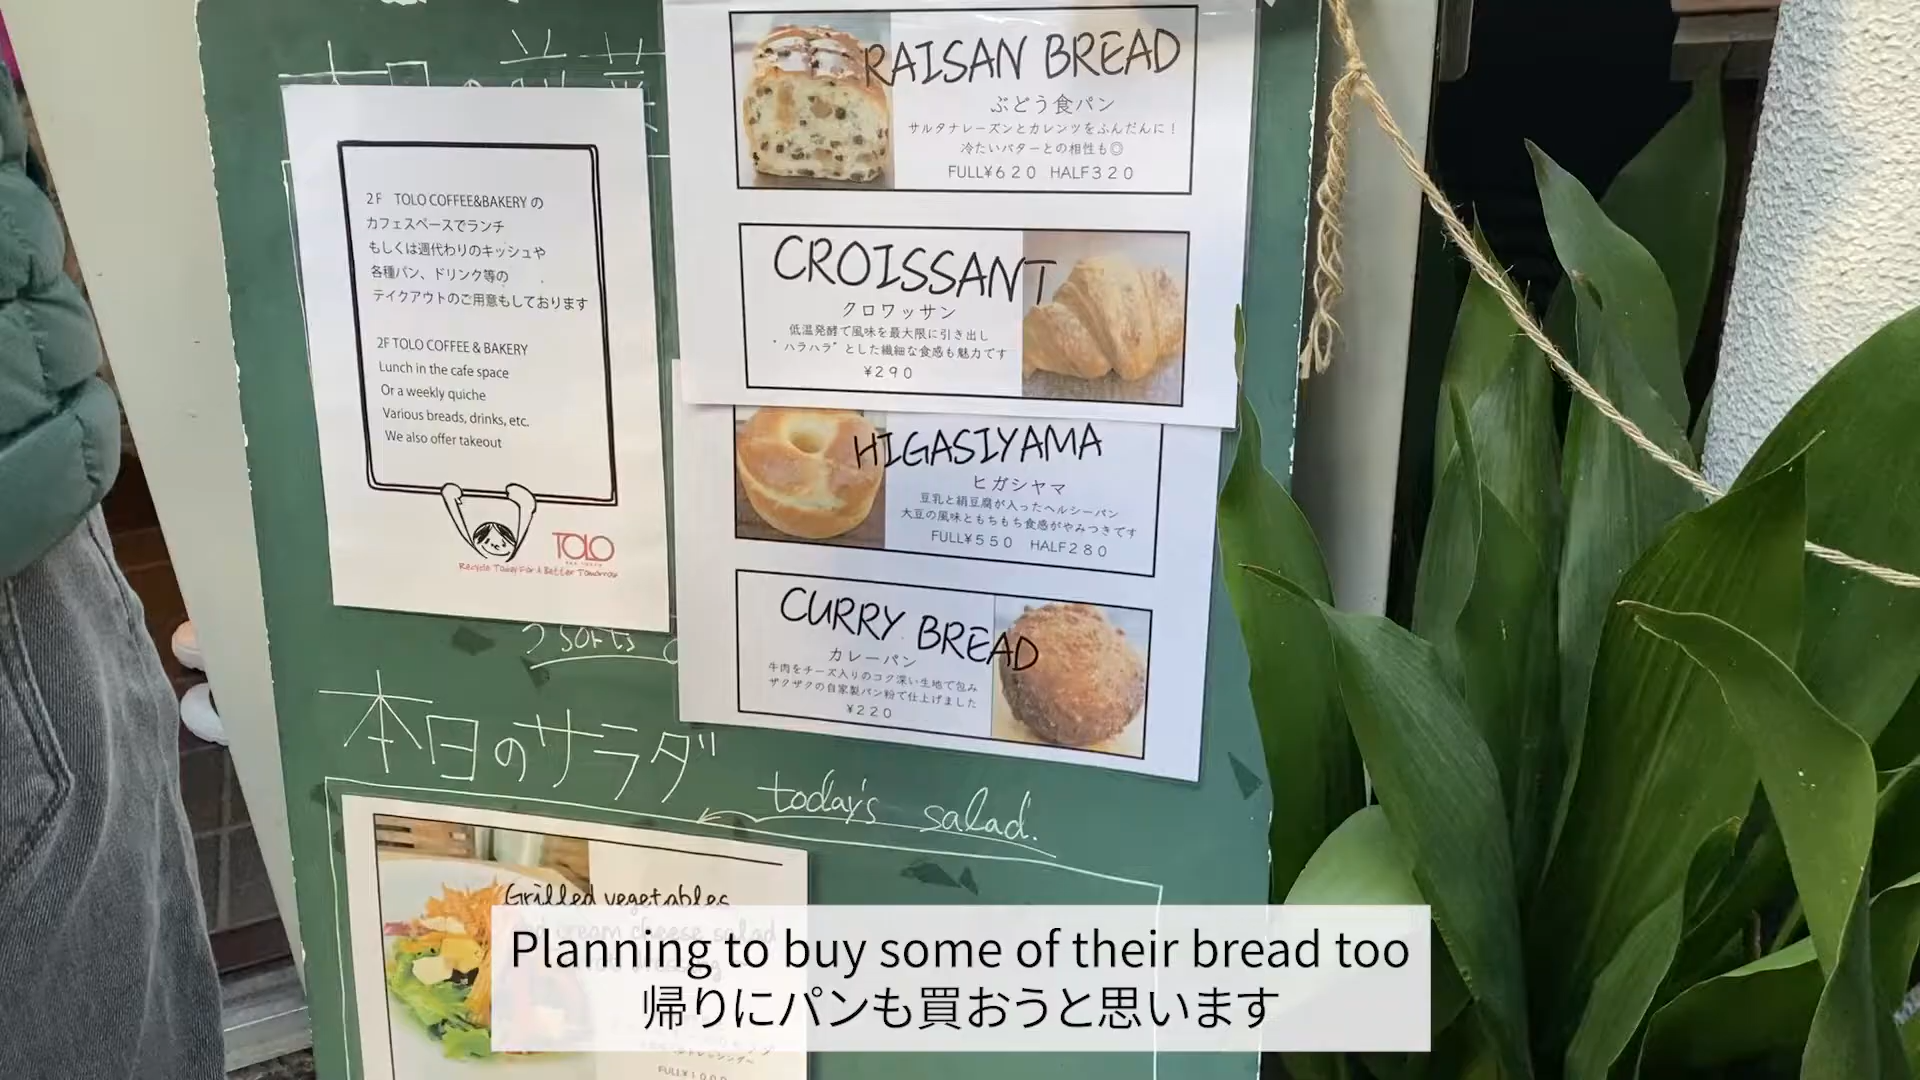 2F TOLO COFFEE&BAKERY の
カフェスペースでランチ
もしくは週代わりのキッシュや
各種パン、ドリンク等の
テイクアウトのご用意もしております
2F TOLO COFFEE & BAKERY
Lunch in the cafe space
Or a weekly quiche
Various breads, drinks, etc.
We also offer takeout
TOLO
Recycle Today For A Better Tomorrow
RAISAN BREAD
ぶどう食パン
サルタナレーズンとカレンツをふんだんに!
冷たいバターとの相性も◎
FULL¥620 HALF320
CROISSANT
クロワッサン
低温発酵で風味を最大限に引き出し
"ハラハラ"とした繊細な食感も魅力です
¥290
HIGASIYAMA
ヒガシヤマ
豆乳と絹豆腐が入ったヘルシーパン
大豆の風味ともちもち食感がやみつきです
FULL¥550 HALF280
CURRY BREAD
カレーパン
牛肉をチーズ入りのコク深い生地で包み
ザクザクの自家製パン粉で仕上げました
¥220
sorts
本日のサラダ
today's salad.
Grilled vegetables
cream cheese salad
FULL¥1000
Planning to buy some of their bread too
帰りにパンも買おうと思います